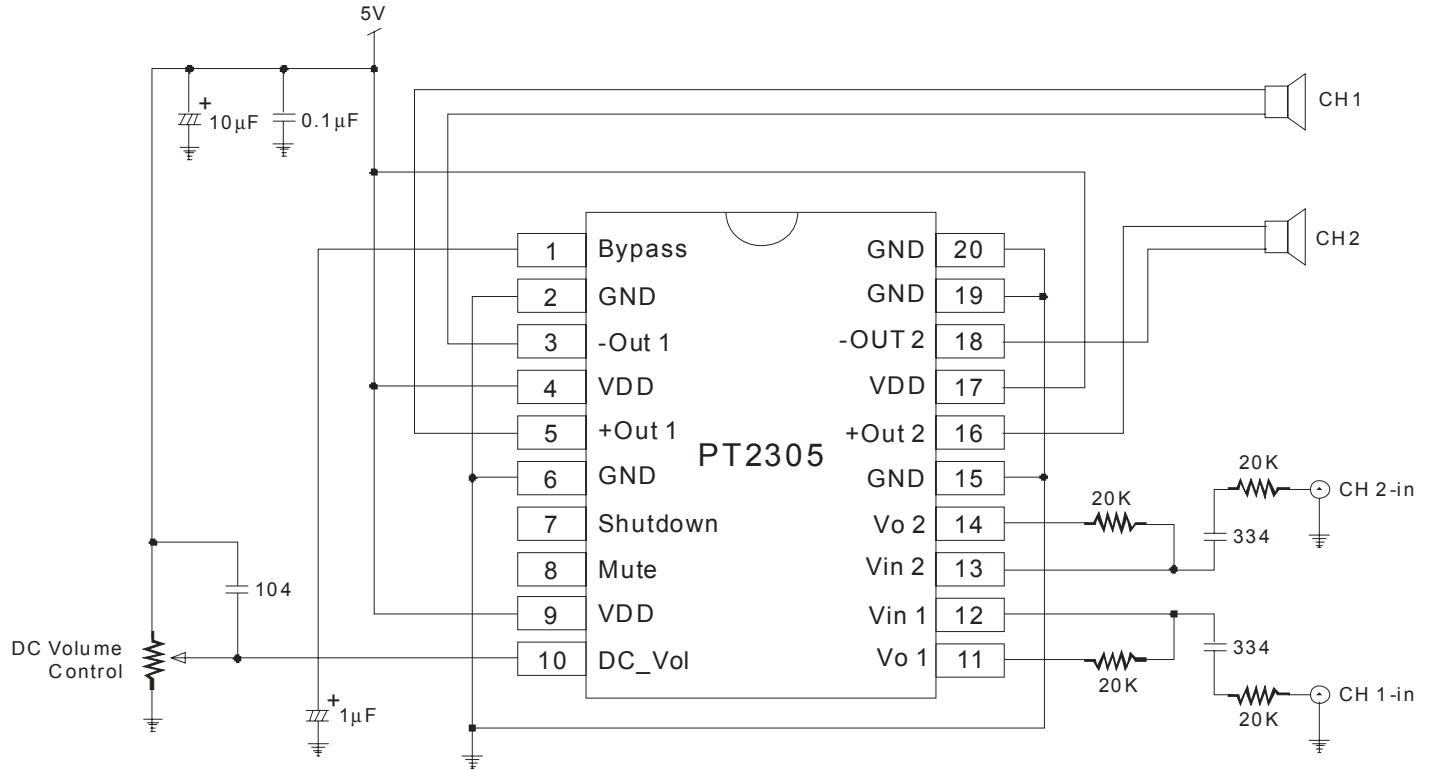 5V
10μF
0.1μF
CH1
CH2
1 Bypass
2 GND
3 -Out 1
4 VDD
5 +Out 1
6 GND
7 Shutdown
8 Mute
9 VDD
10 DC_Vol
PT2305
GND 20
GND 19
-OUT 2 18
VDD 17
+Out 2 16
GND 15
Vo 2 14
Vin 2 13
Vin 1 12
Vo 1 11
20K
20K
CH 2-in
334
334
20K
20K
CH 1-in
104
DC Volume
Control
1μF
+
+